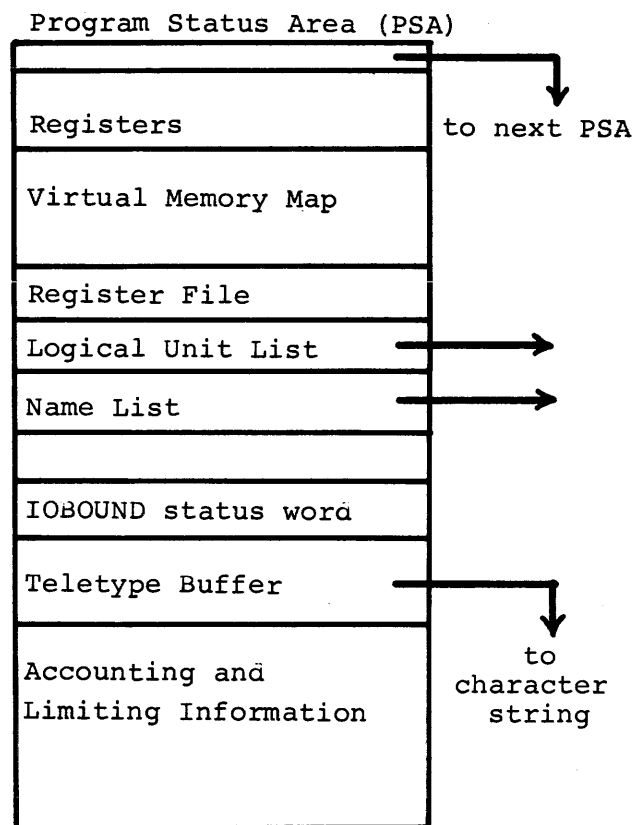 Program Status Area (PSA)
Registers
to next PSA
Virtual Memory Map
Register File
Logical Unit List
Name List
IOBOUND status word
Teletype Buffer
to
character
string
Accounting and
Limiting Information